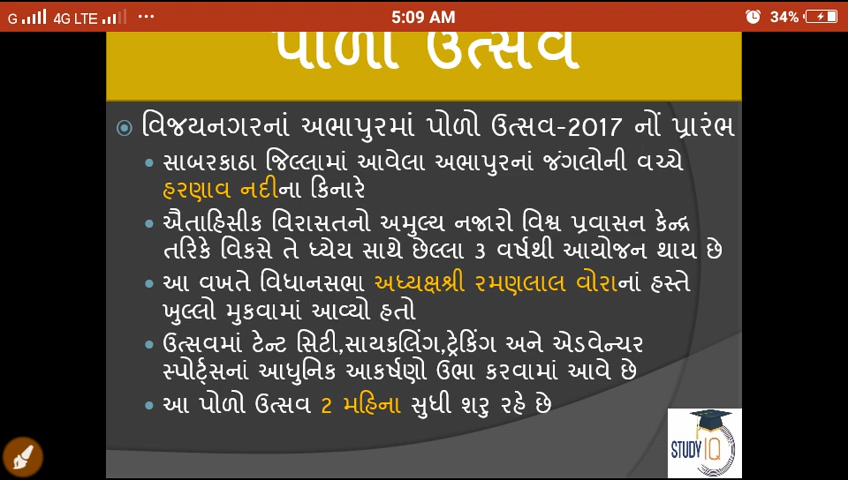 G 4G LTE ... 5:09 AM 34%
પોળો ઉત્સવ
વિજયનગરનાં અભાપુરમાં પોળો ઉત્સવ-2017 નોં પ્રારંભ
સાબરકાઠા જિલ્લામાં આવેલા અભાપુરનાં જંગલોની વચ્ચે
હરણાવ નદીના કિનારે
ઐતાહિસીક વિરાસતનો અમુલ્ય નજારો વિશ્વ પ્રવાસન કેન્દ્ર
તરિકે વિકસે તે ધ્યેય સાથે છેલ્લા 3 વર્ષથી આયોજન થાય છે
આ વખતે વિધાનસભા અધ્યક્ષશ્રી રમણલાલ વોરાનાં હસ્તે
ખુલ્લો મુકવામાં આવ્યો હતો
ઉત્સવમાં ટેન્ટ સિટી,સાયકલિંગ,ટ્રેકિંગ અને એડવેન્ચર
સ્પોર્ટ્સનાં આધુનિક આકર્ષણો ઉભા કરવામાં આવે છે
આ પોળો ઉત્સવ 2 મહિના સુધી શરુ રહે છે
STUDY IQ